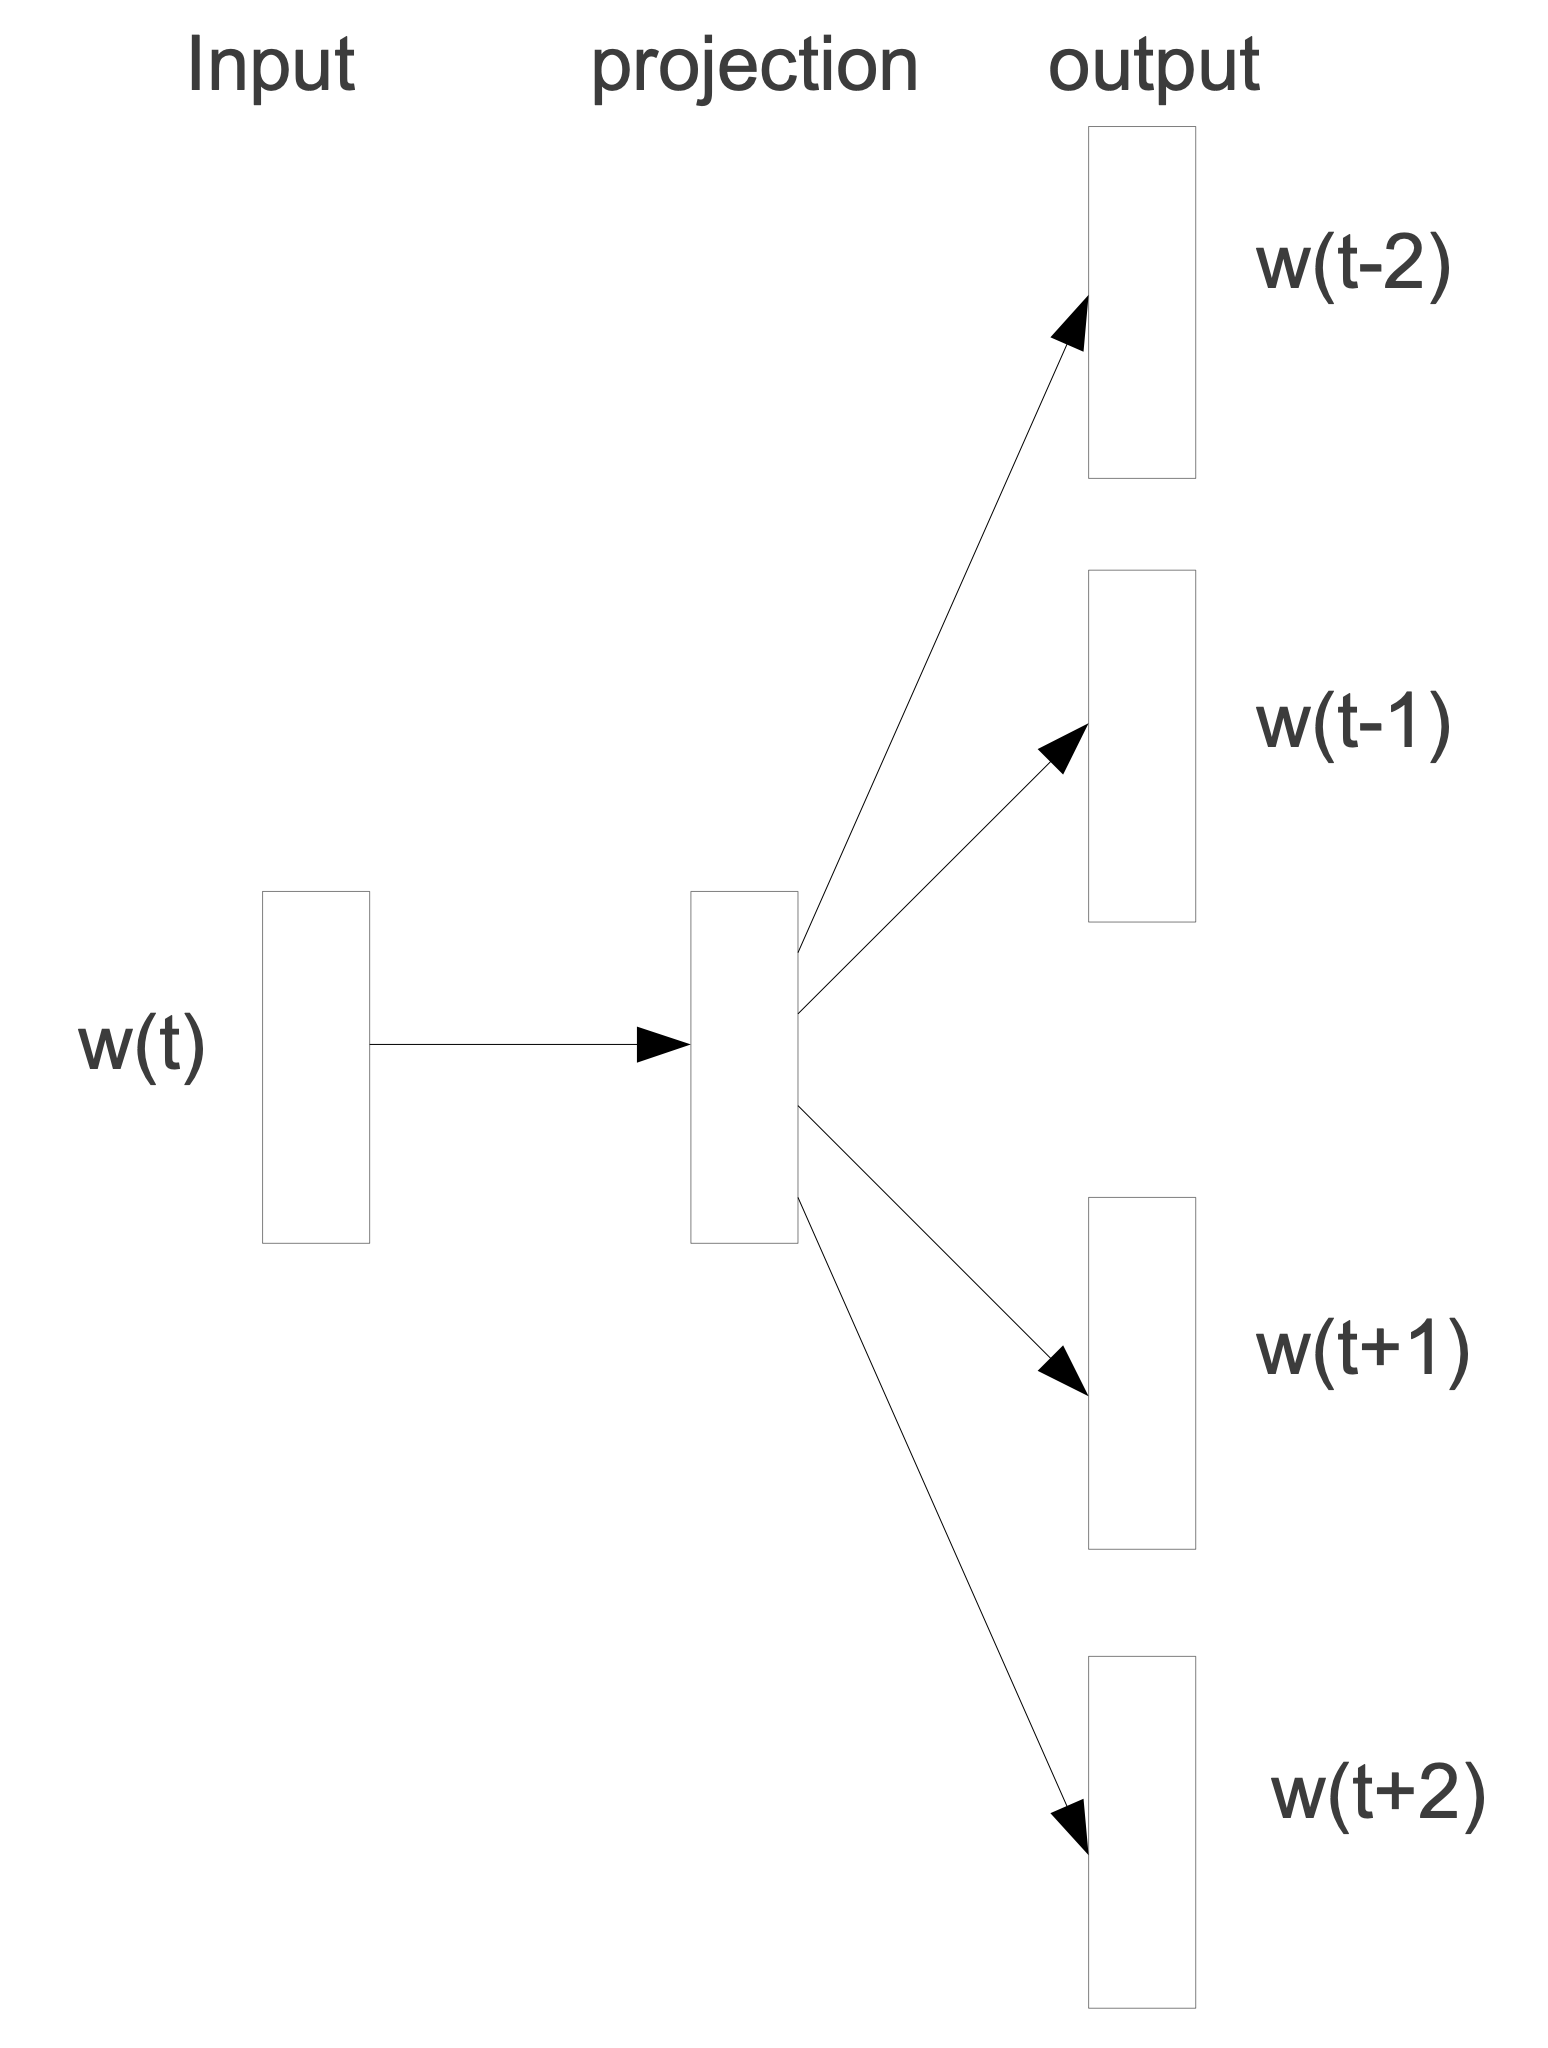 Input projection output
w(t-2)
w(t-1)
w(t)
w(t+1)
w(t+2)